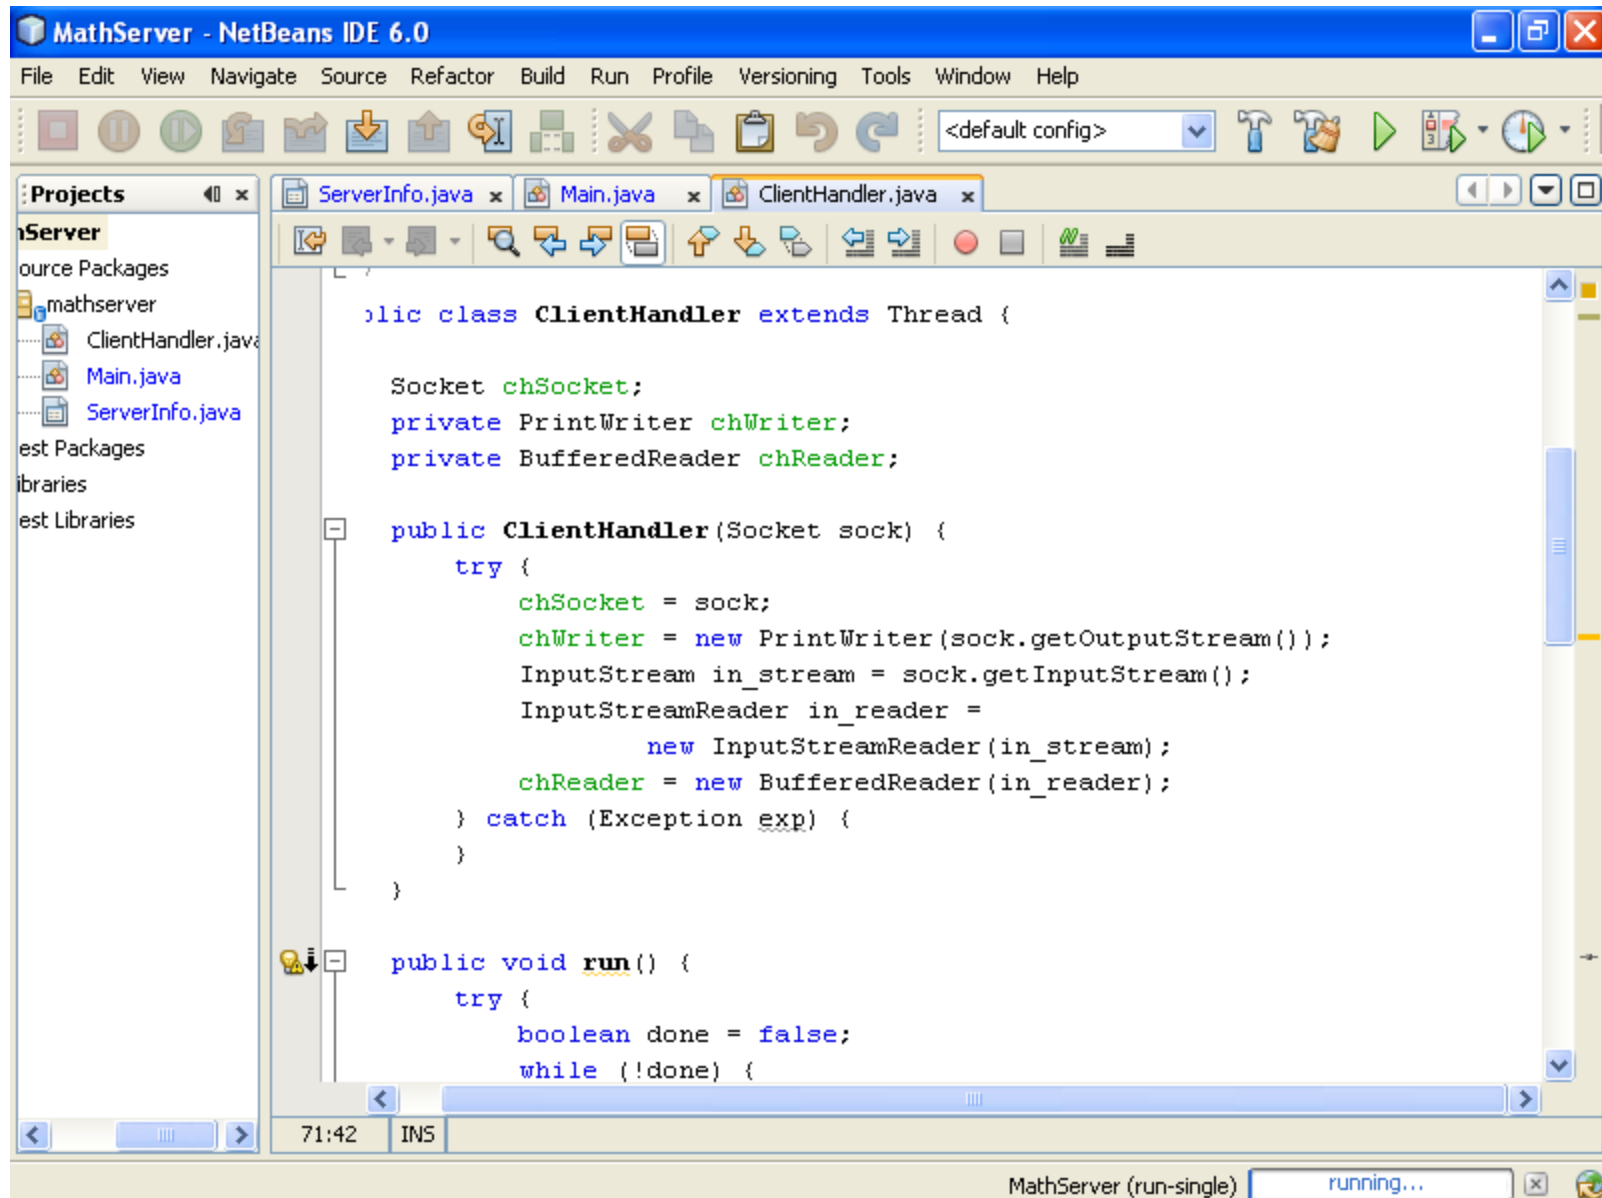 MathServer - NetBeans IDE 6.0
File Edit View Navigate Source Refactor Build Run Profile Versioning Tools Window Help
<default config>
Projects
ServerInfo.java
Main.java
ClientHandler.java
nServer
ource Packages
mathserver
ClientHandler.java
Main.java
ServerInfo.java
est Packages
ibraries
est Libraries
blic class ClientHandler extends Thread {
Socket chSocket;
private PrintWriter chWriter;
private BufferedReader chReader;
public ClientHandler(Socket sock) {
try {
chSocket = sock;
chWriter = new PrintWriter(sock.getOutputStream());
InputStream in_stream = sock.getInputStream();
InputStreamReader in_reader =
new InputStreamReader(in_stream);
chReader = new BufferedReader(in_reader);
} catch (Exception exp) {
}
}
public void run() {
try {
boolean done = false;
while (!done) {
71:42 INS
MathServer (run-single) running...